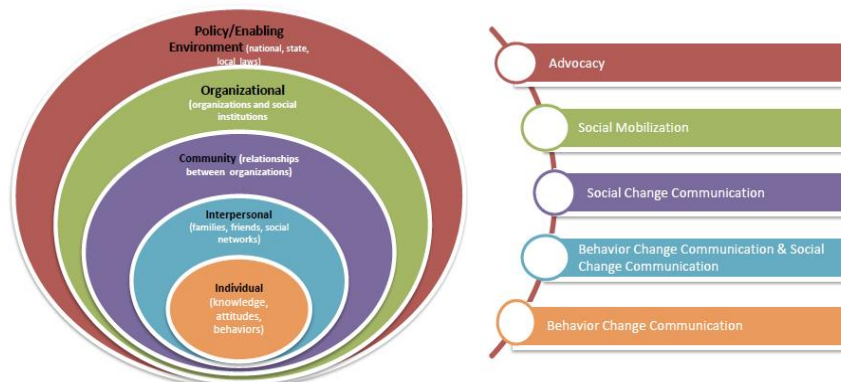 Policy/Enabling
Environment (national, state,
local laws)
Organizational
(organizations and social
institutions
Community (relationships
between organizations)
Interpersonal
(families, friends, social
networks)
Individual
(knowledge,
attitudes,
behaviors)
Advocacy
Social Mobilization
Social Change Communication
Behavior Change Communication & Social
Change Communication
Behavior Change Communication